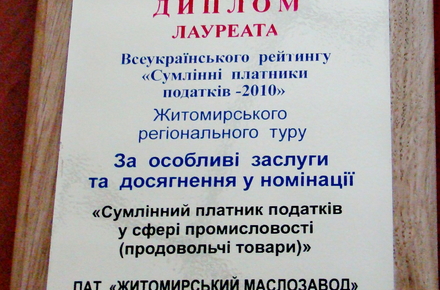 ДИПЛОМ
ЛАУРЕАТА
Всеукраїнського рейтингу
«Сумлінні платники
податків -2010»
Житомирського
регіонального туру
За особливі заслуги
та досягнення у номінації
«Сумлінний платник податків
у сфері промисловості
(продовольчі товари)»
ПАТ «ЖИТОМИРСЬКИЙ МАСЛОЗАВОД»